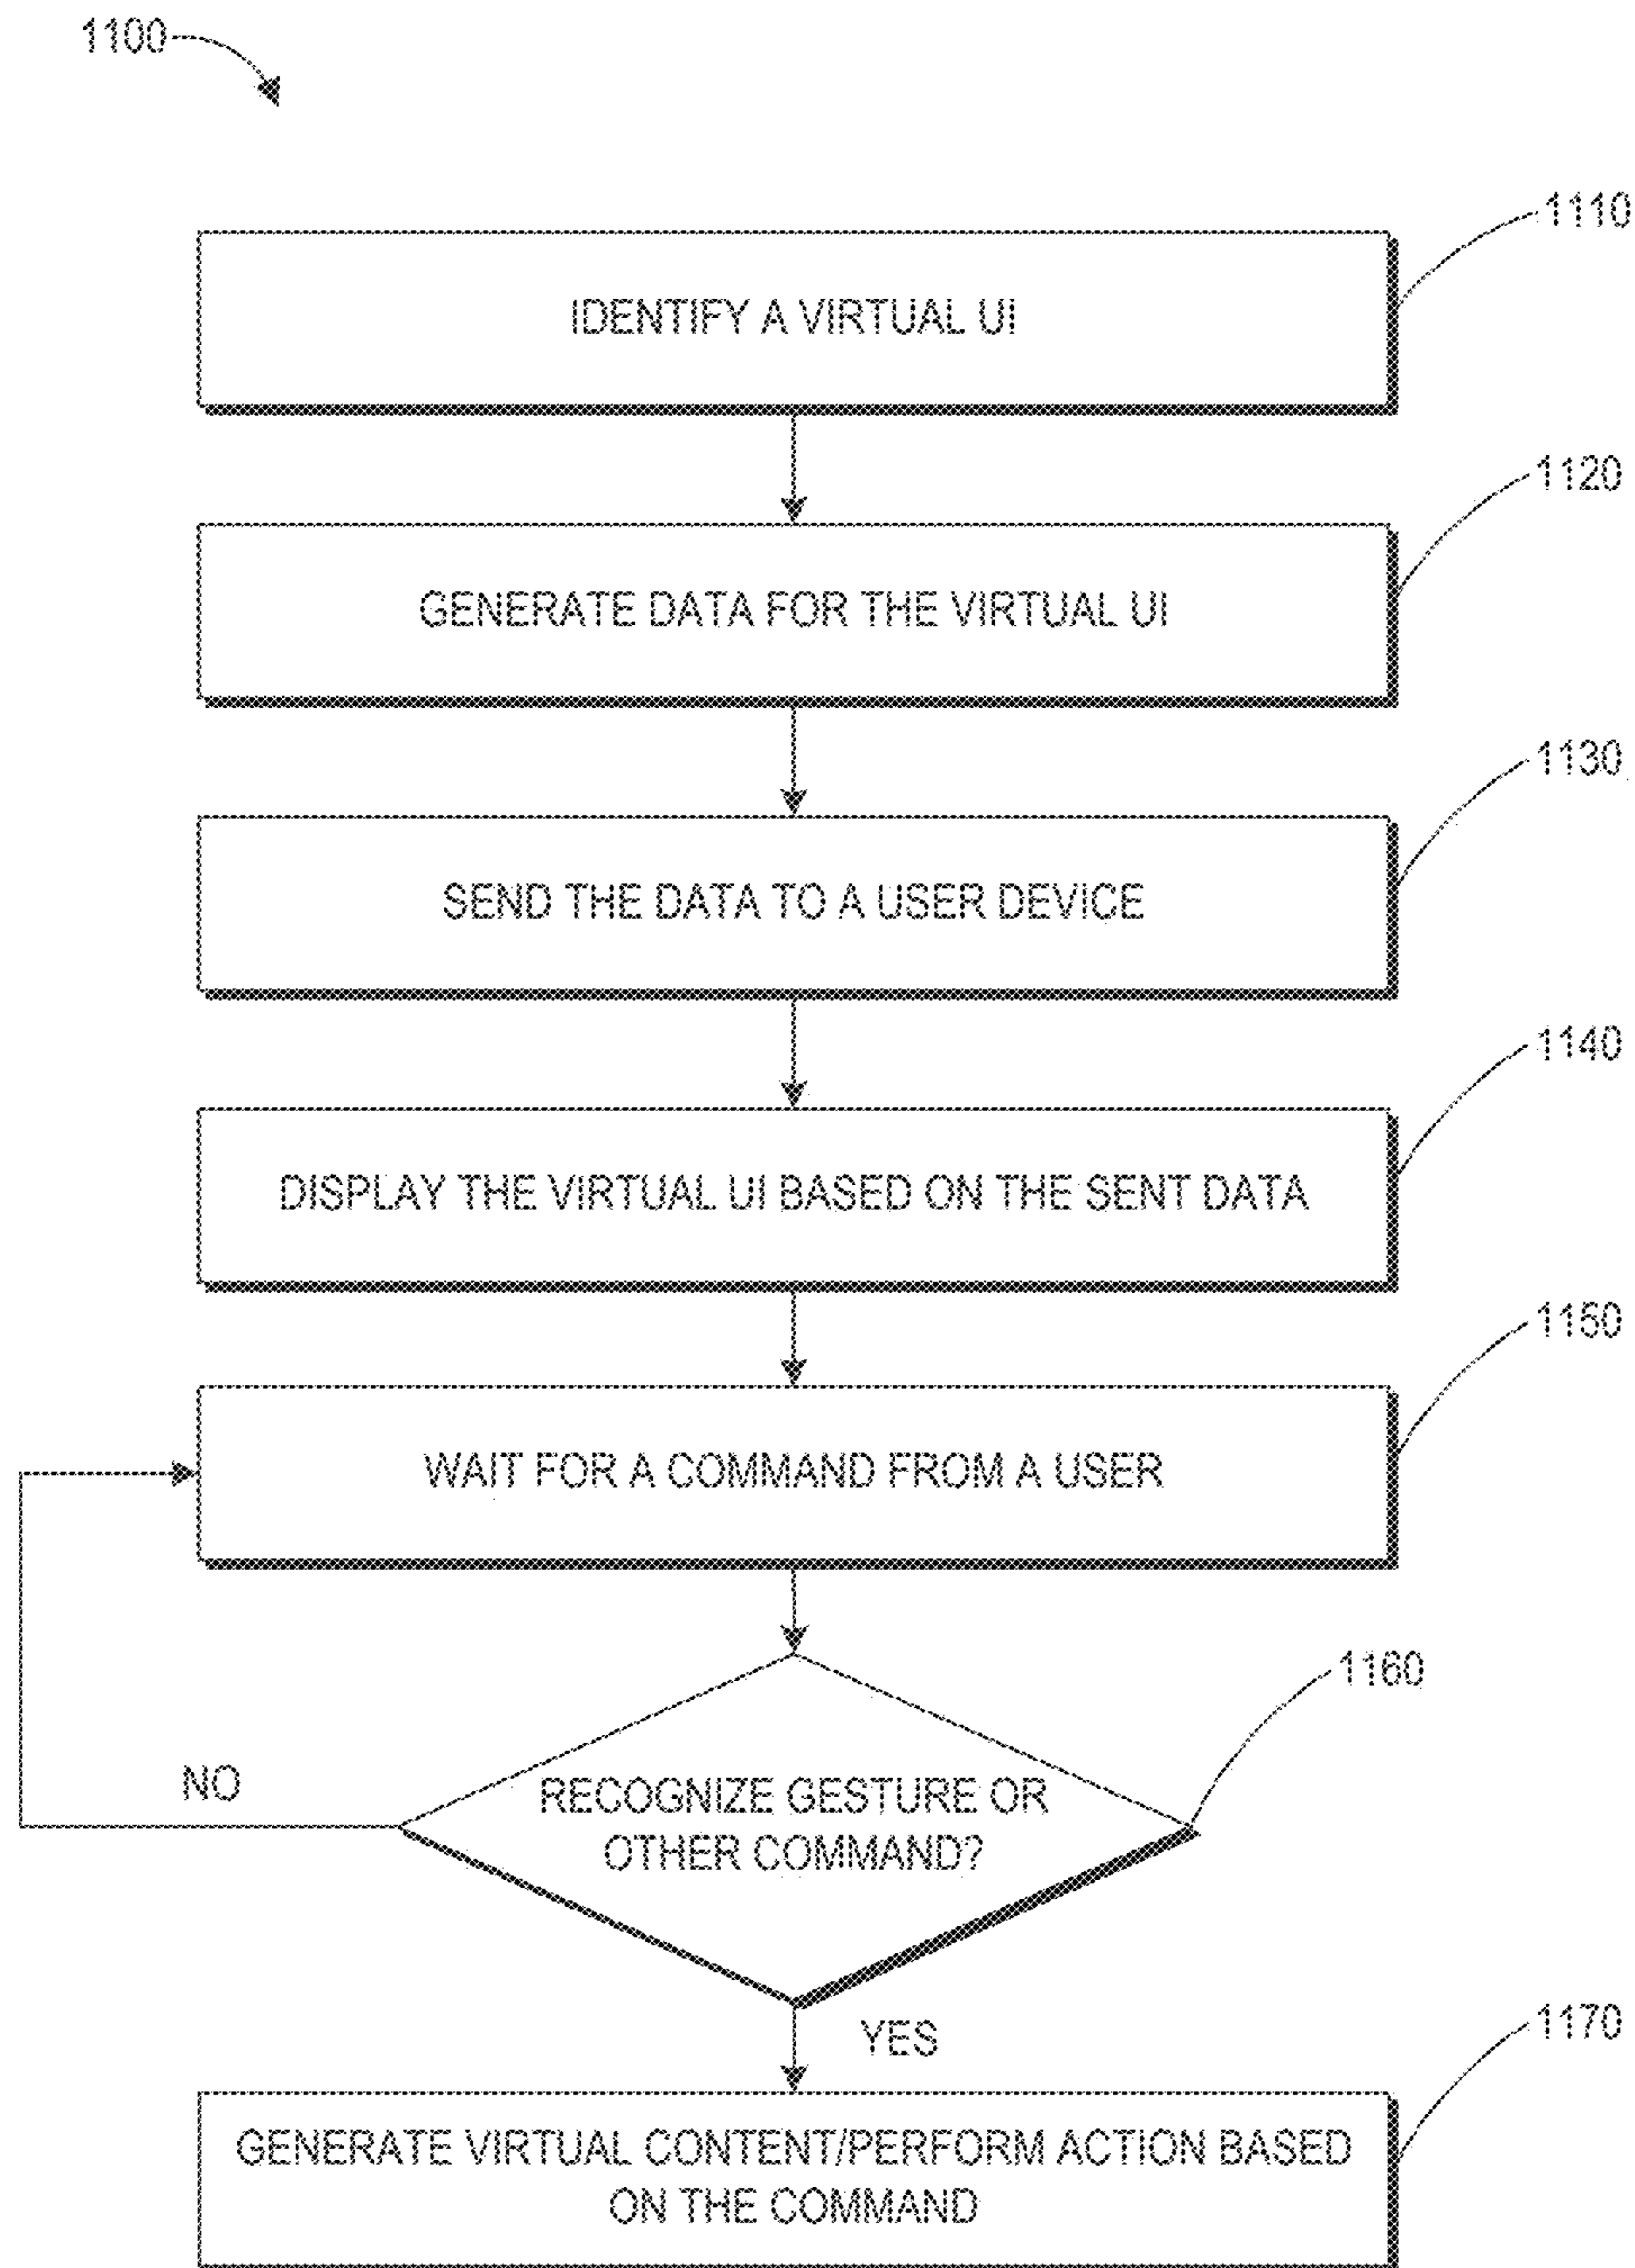 1100
1110
IDENTIFY A VIRTUAL UI
1120
GENERATE DATA FOR THE VIRTUAL UI
1130
SEND THE DATA TO A USER DEVICE
1140
DISPLAY THE VIRTUAL UI BASED ON THE SENT DATA
1150
WAIT FOR A COMMAND FROM A USER
1160
NO
RECOGNIZE GESTURE OR
OTHER COMMAND?
YES
1170
GENERATE VIRTUAL CONTENT/PERFORM ACTION BASED
ON THE COMMAND